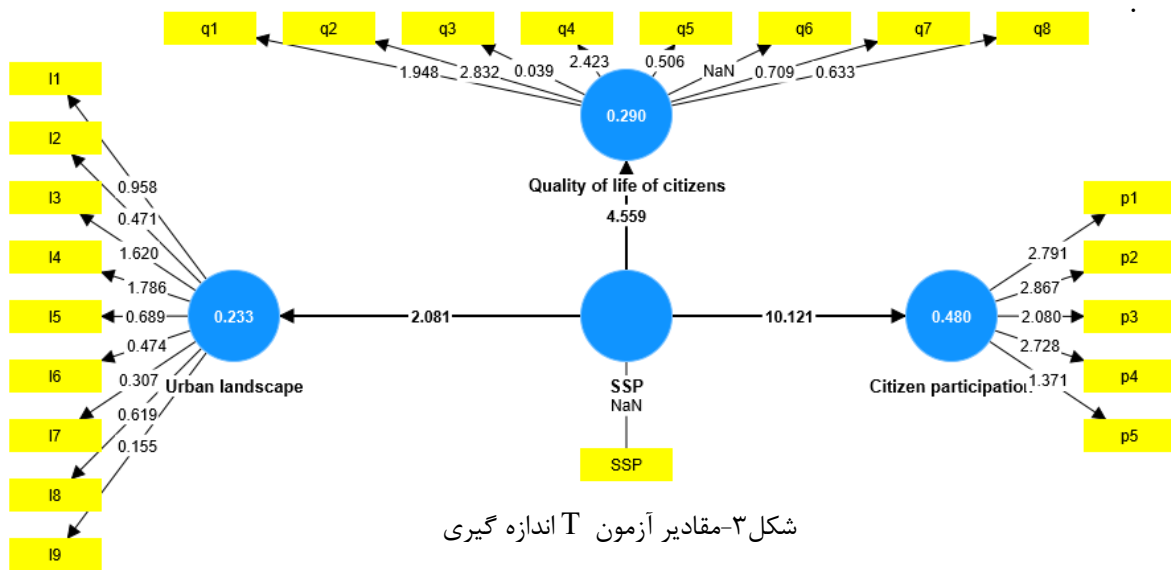 .
q1 q2 q3 q4 q5 q6 q7 q8
1.948 2.832 0.039 2.423 0.506 NaN 0.709 0.633
0.290
Quality of life of citizens
4.559
l1
l2
l3
l4
l5
l6
l7
l8
l9
0.958
0.471
1.620
1.786
0.689
0.474
0.307
0.619
0.155
0.233
Urban landscape
2.081
SSP
NaN
SSP
10.121
0.480
Citizen participation
2.791
2.867
2.080
2.728
1.371
p1
p2
p3
p4
p5
شکل۳-مقادیر آزمون T اندازه گیری